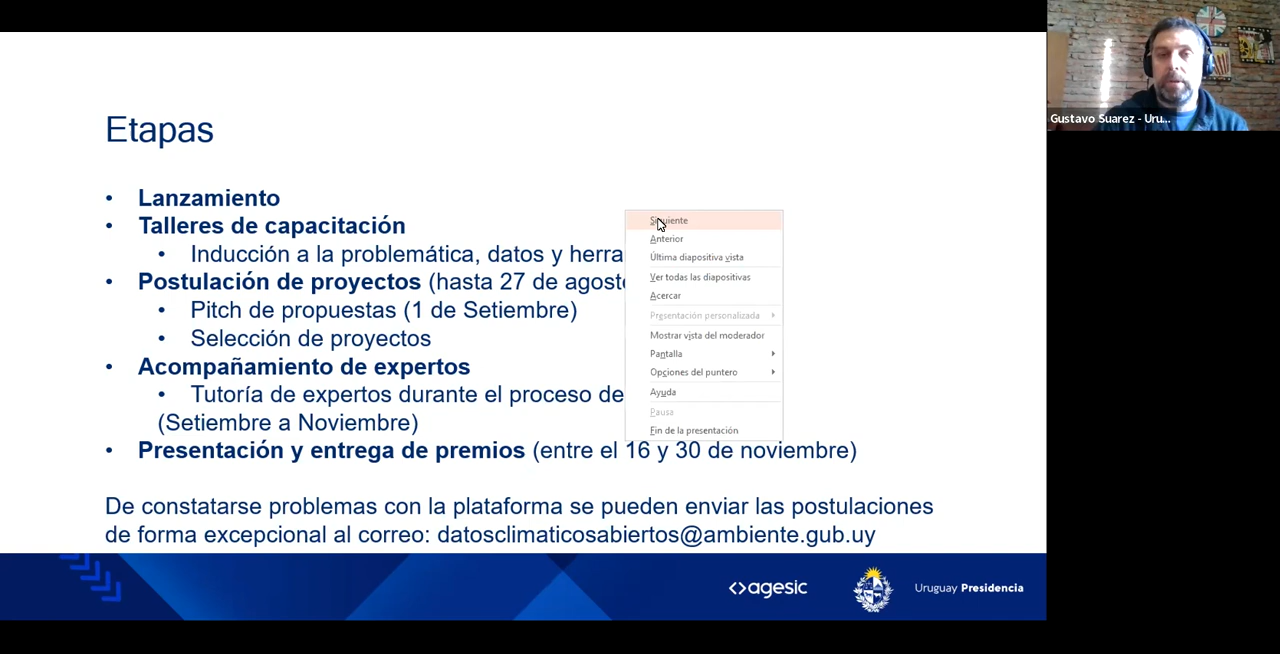 Etapas
• Lanzamiento
• Talleres de capacitación
• Inducción a la problemática, datos y herra
• Postulación de proyectos (hasta 27 de agosto
• Pitch de propuestas (1 de Setiembre)
• Selección de proyectos
• Acompañamiento de expertos
• Tutoría de expertos durante el proceso de
(Setiembre a Noviembre)
• Presentación y entrega de premios (entre el 16 y 30 de noviembre)
De constatarse problemas con la plataforma se pueden enviar las postulaciones
de forma excepcional al correo: datosclimaticosabiertos@ambiente.gub.uy
Siguiente
Anterior
Última diapositiva vista
Ver todas las diapositivas
Acercar
Presentación personalizada
Mostrar vista del moderador
Pantalla
Opciones del puntero
Ayuda
Pausa
Fin de la presentación
<>agesic
Uruguay Presidencia
Gustavo Suarez - Uru...